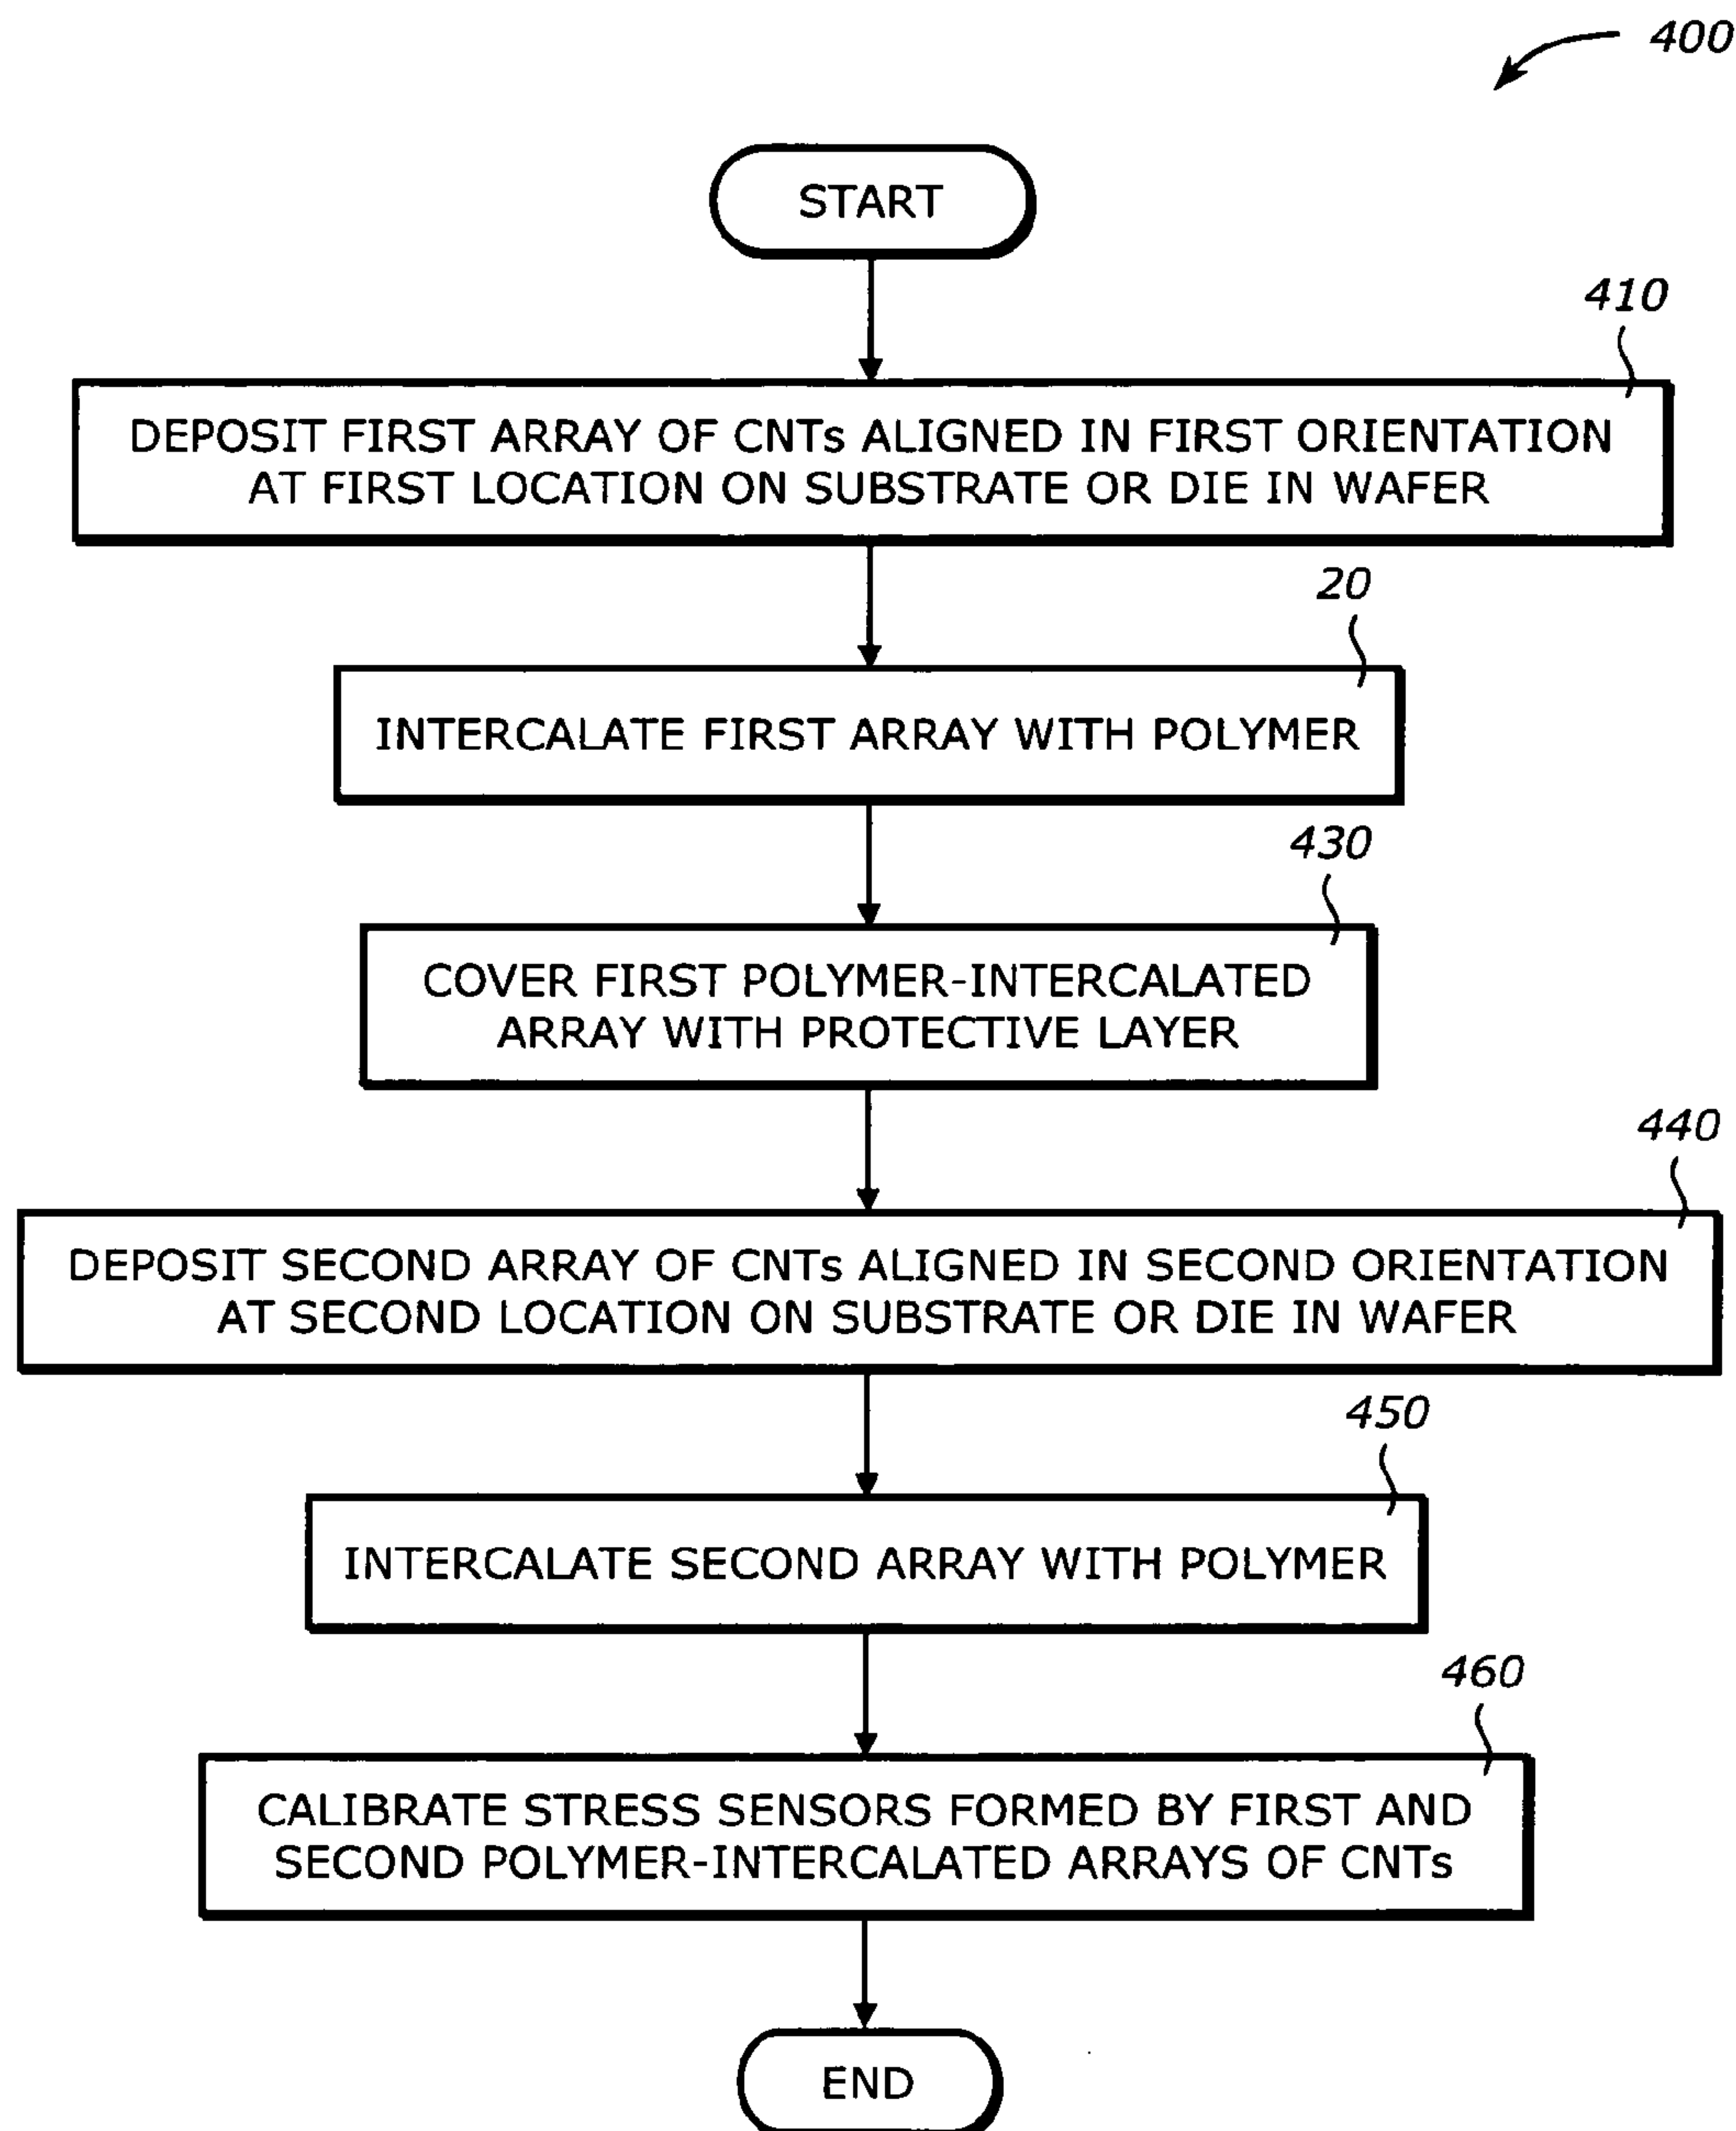 400
START
410
DEPOSIT FIRST ARRAY OF CNTs ALIGNED IN FIRST ORIENTATION
AT FIRST LOCATION ON SUBSTRATE OR DIE IN WAFER
20
INTERCALATE FIRST ARRAY WITH POLYMER
430
COVER FIRST POLYMER-INTERCALATED
ARRAY WITH PROTECTIVE LAYER
440
DEPOSIT SECOND ARRAY OF CNTs ALIGNED IN SECOND ORIENTATION
AT SECOND LOCATION ON SUBSTRATE OR DIE IN WAFER
450
INTERCALATE SECOND ARRAY WITH POLYMER
460
CALIBRATE STRESS SENSORS FORMED BY FIRST AND
SECOND POLYMER-INTERCALATED ARRAYS OF CNTs
END